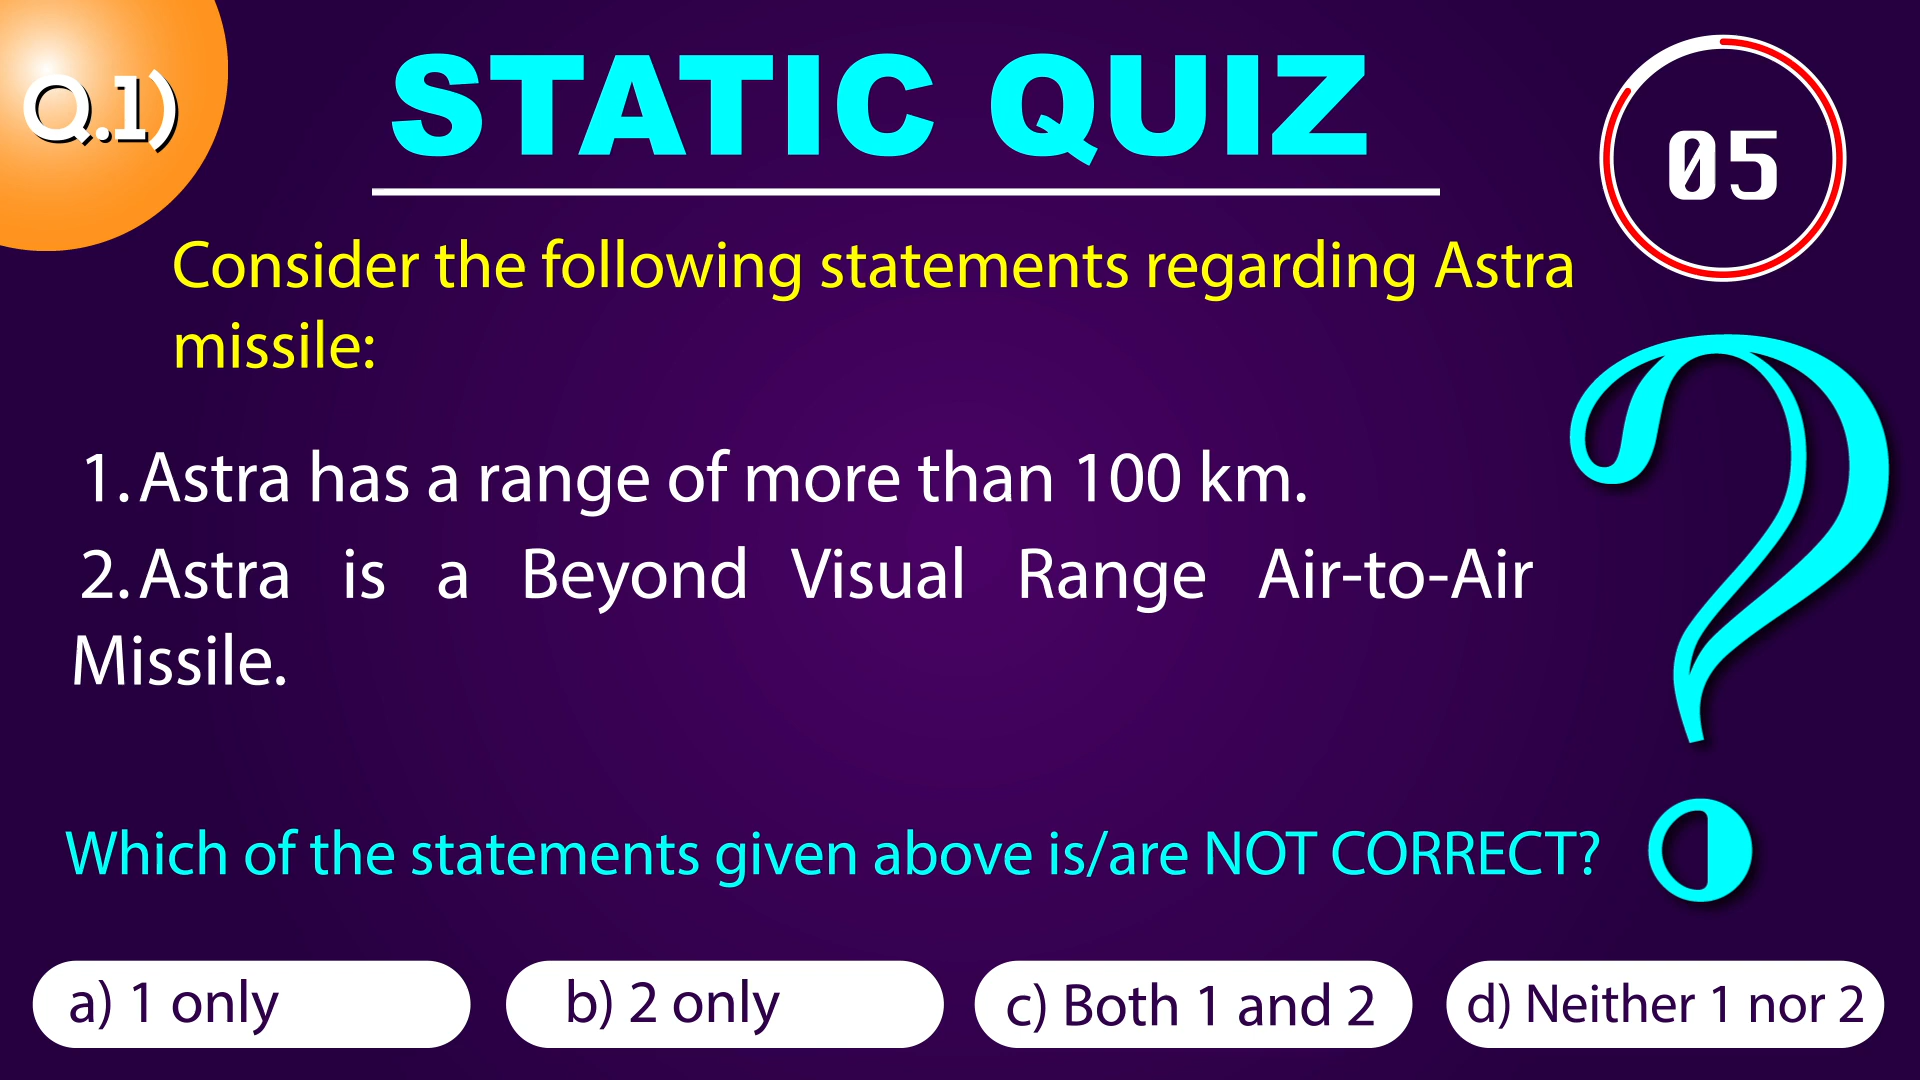 Q.1)
STATIC QUIZ
05
Consider the following statements regarding Astra
missile:
1. Astra has a range of more than 100 km.
2. Astra is a Beyond Visual Range Air-to-Air
Missile.
?
Which of the statements given above is/are NOT CORRECT?
a) 1 only
b) 2 only
c) Both 1 and 2
d) Neither 1 nor 2